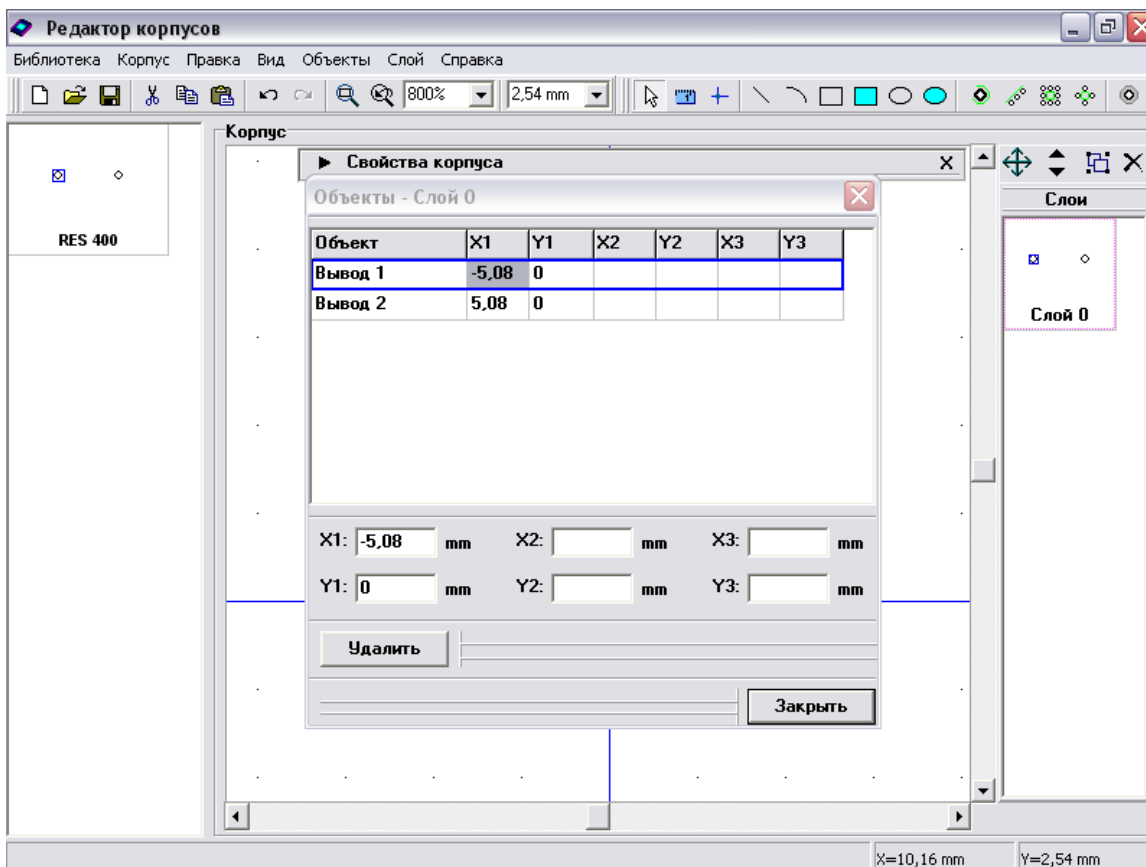 Редактор корпусов
Библиотека Корпус Правка Вид Объекты Слой Справка
800% 2,54 mm
Корпус
Свойства корпуса
Объекты - Слой 0
Слои
Объект X1 Y1 X2 Y2 X3 Y3
RES 400
Вывод 1 -5,08 0
Вывод 2 5,08 0
Слой 0
X1: -5,08 mm X2: mm X3: mm
Y1: 0 mm Y2: mm Y3: mm
Удалить
Закрыть
X=10,16 mm Y=2,54 mm